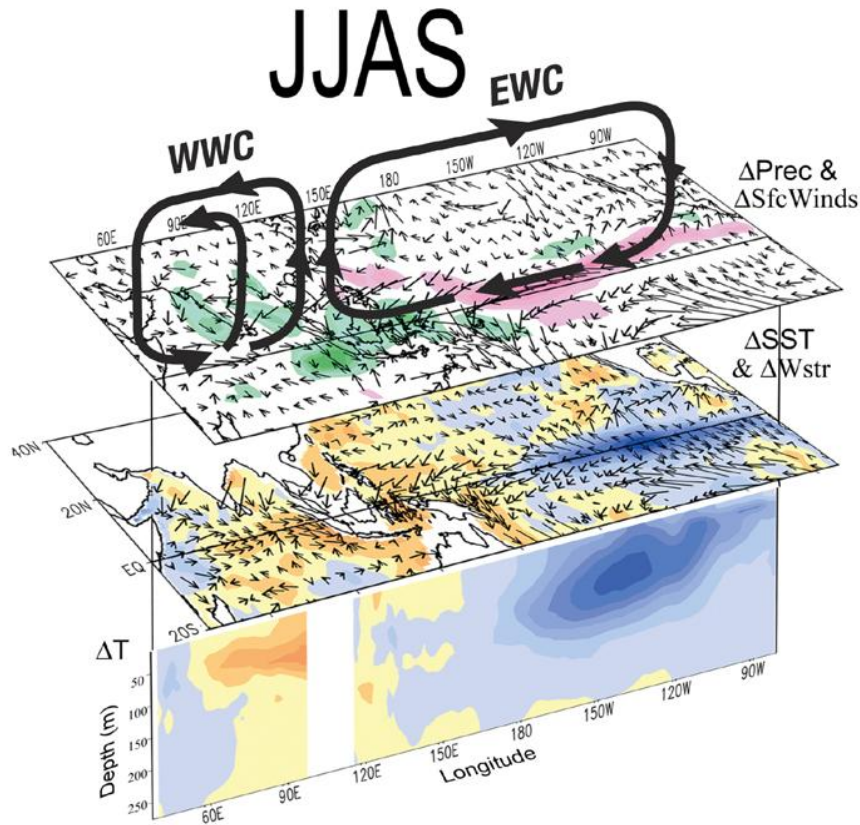 JJAS
EWC
WWC
60E
90E
120E
150E
180
150W
120W
90W
ΔPrec &
ΔSfcWinds
ΔSST
& ΔWstr
40N
20N
EQ
20S
ΔT
50
100
150
200
250
Depth (m)
60E
90E
120E
150E
180
150W
120W
90W
Longitude